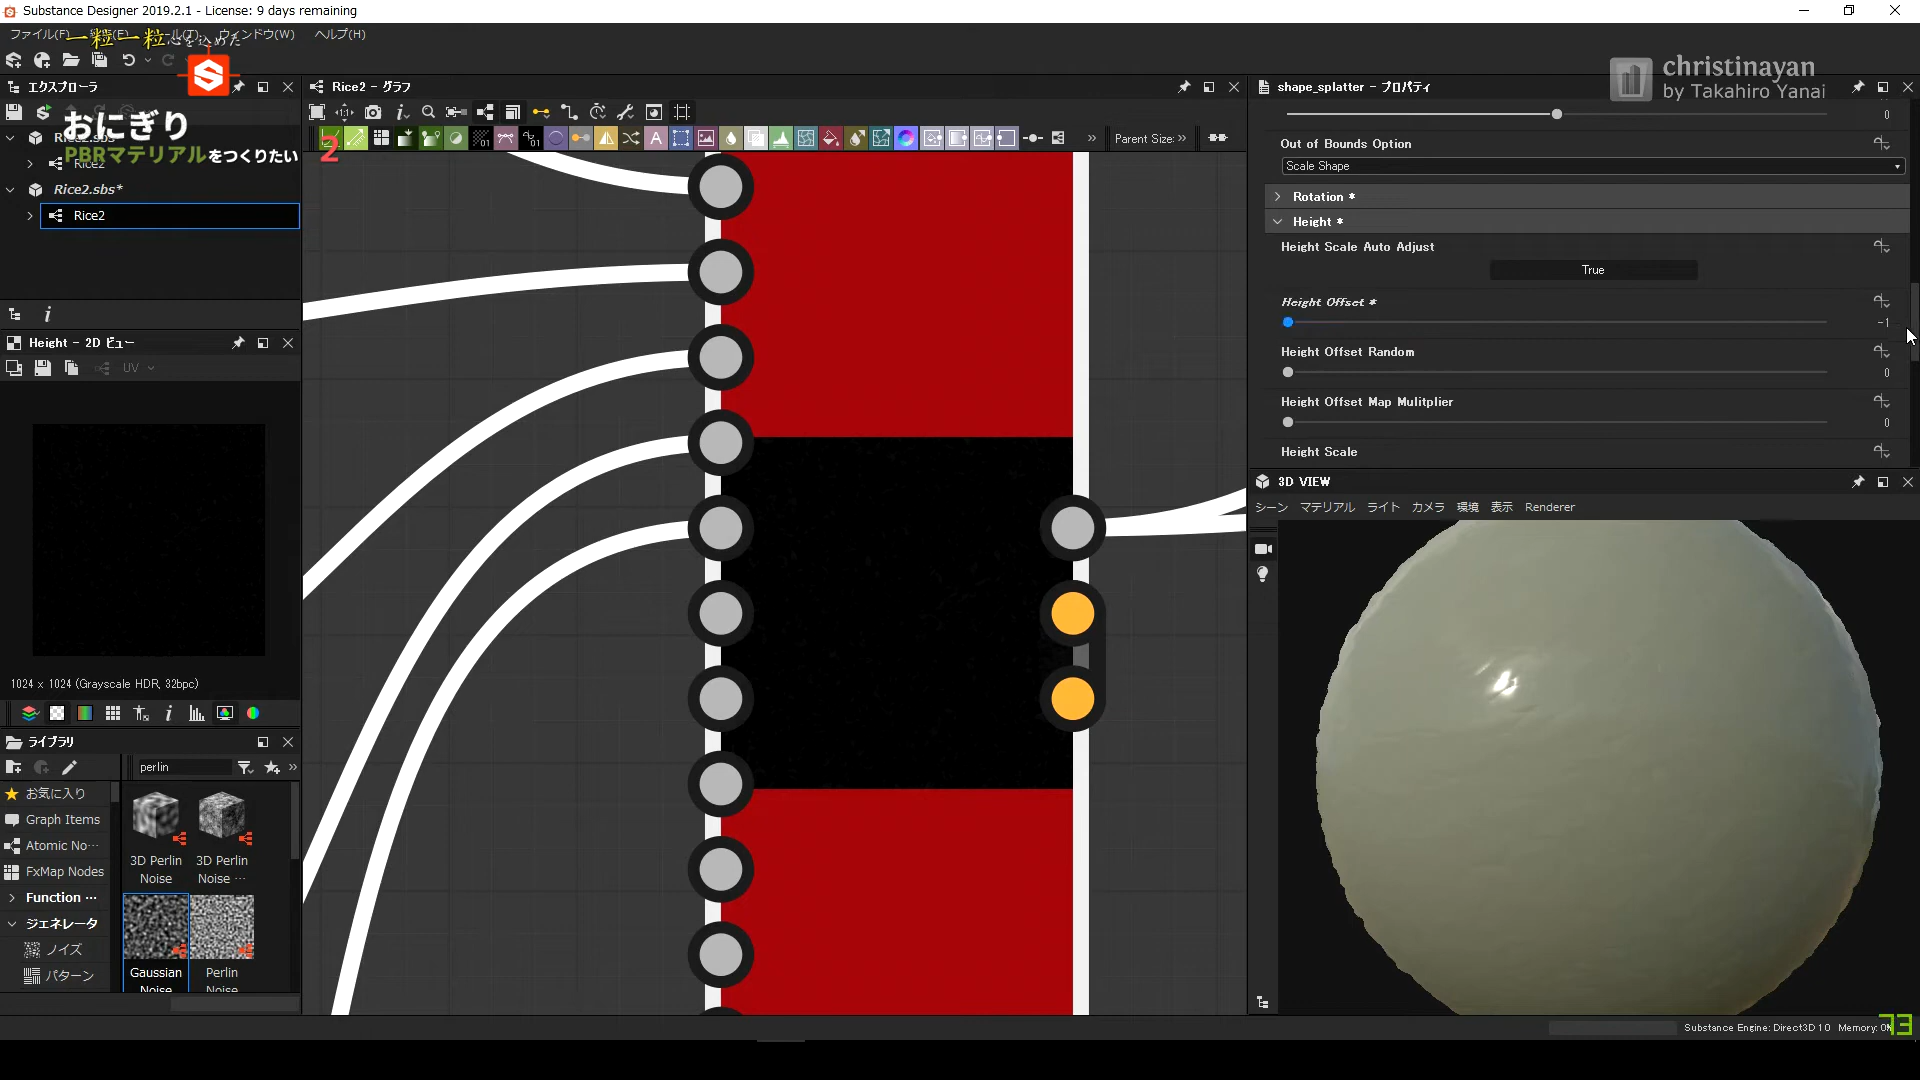 Substance Designer 2019.2.1 - License: 9 days remaining
ウィンドウ(W)
ヘルプ(H)
一粒一粒心を込めた
おにぎり
PBRマテリアルをつくりたい
christinayan
by Takahiro Yanai
エクスプローラ
Rice2.sbs*
Rice2
Height - 2D ビュー
UV
1024 x 1024 (Grayscale HDR, 32bpc)
ライブラリ
perlin
お気に入り
Graph Items
Atomic No…
FxMap Nodes
Function …
ジェネレータ
ノイズ
パターン
3D Perlin
Noise
3D Perlin
Noise …
Gaussian
Noise
Perlin
Noise
Rice2 - グラフ
2
Parent Size:
shape_splatter - プロパティ
0
Out of Bounds Option
Scale Shape
Rotation *
Height *
Height Scale Auto Adjust
True
Height Offset *
-1
Height Offset Random
0
Height Offset Map Mulitplier
0
Height Scale
3D VIEW
シーン マテリアル ライト カメラ 環境 表示 Renderer
Substance Engine: Direct3D 10 Memory: 0%
73